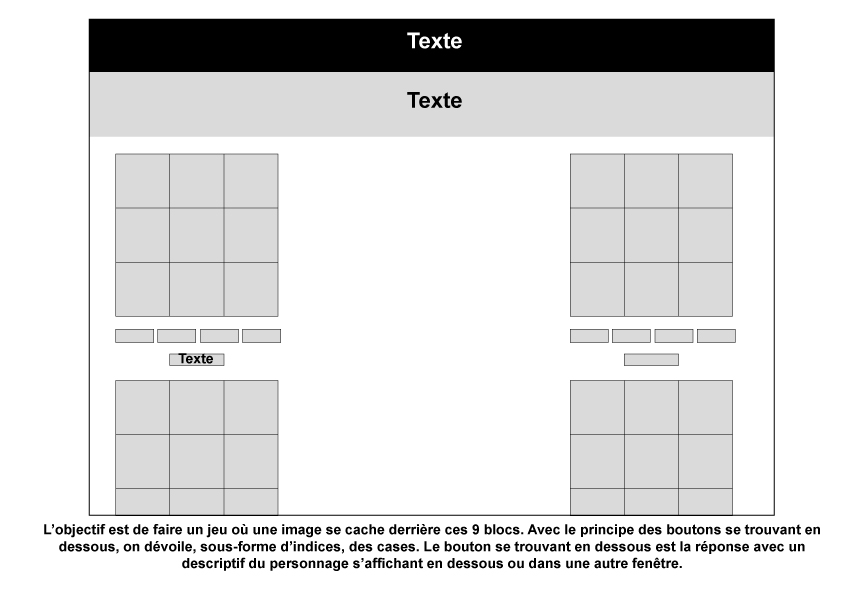 Texte
Texte
Texte
L'objectif est de faire un jeu où une image se cache derrière ces 9 blocs. Avec le principe des boutons se trouvant en
dessous, on dévoile, sous-forme d'indices, des cases. Le bouton se trouvant en dessous est la réponse avec un
descriptif du personnage s'affichant en dessous ou dans une autre fenêtre.